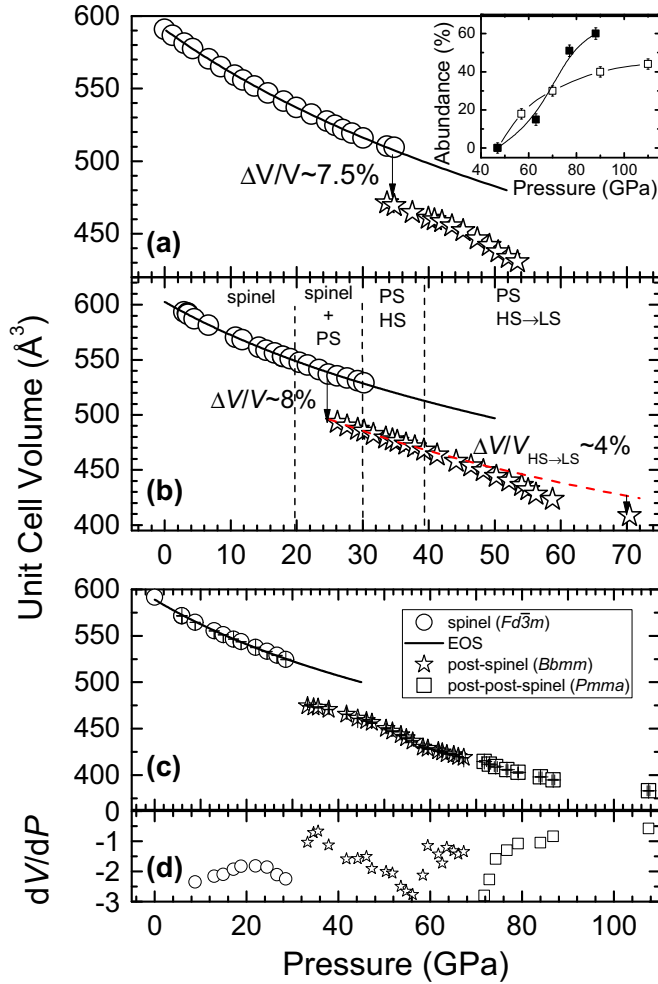 600
550
500
450
ΔV/V~7.5%
(a)
Abundance (%)
60
40
20
0
40 60 80 100
Pressure (GPa)
600
550
500
450
400
spinel
spinel
+
PS
PS
HS
PS
HS→LS
ΔV/V~8%
ΔV/V HS→LS ~4%
(b)
0 10 20 30 40 50 60 70
Unit Cell Volume (Å³)
600
550
500
450
400
spinel (Fd3̅m)
EOS
post-spinel (Bbmm)
post-post-spinel (Pmma)
(c)
dV/dP
0
-1
-2
-3
(d)
0 20 40 60 80 100
Pressure (GPa)